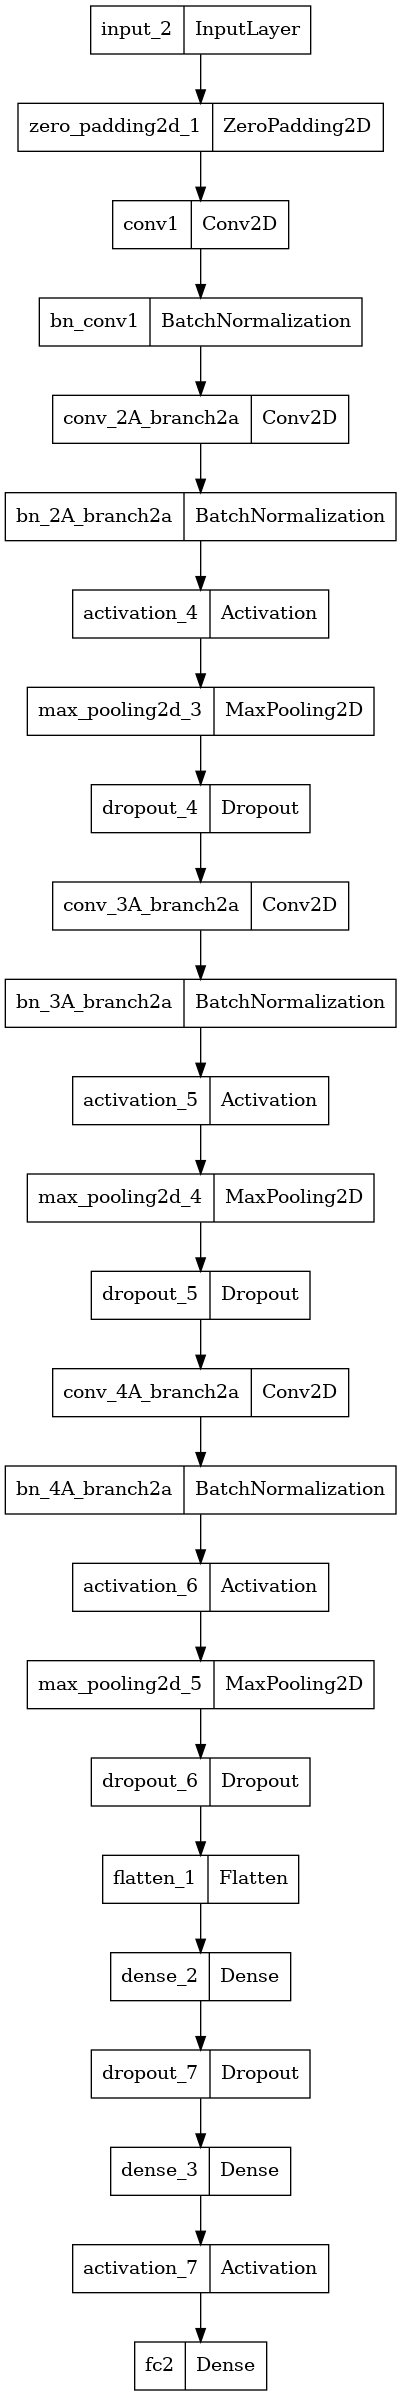 input_2 InputLayer
zero_padding2d_1 ZeroPadding2D
conv1 Conv2D
bn_conv1 BatchNormalization
conv_2A_branch2a Conv2D
bn_2A_branch2a BatchNormalization
activation_4 Activation
max_pooling2d_3 MaxPooling2D
dropout_4 Dropout
conv_3A_branch2a Conv2D
bn_3A_branch2a BatchNormalization
activation_5 Activation
max_pooling2d_4 MaxPooling2D
dropout_5 Dropout
conv_4A_branch2a Conv2D
bn_4A_branch2a BatchNormalization
activation_6 Activation
max_pooling2d_5 MaxPooling2D
dropout_6 Dropout
flatten_1 Flatten
dense_2 Dense
dropout_7 Dropout
dense_3 Dense
activation_7 Activation
fc2 Dense